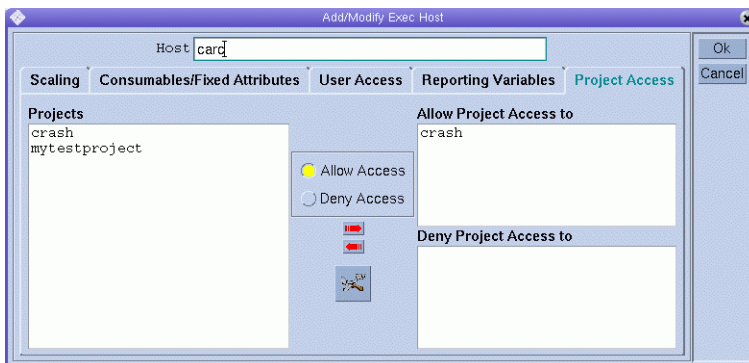 Add/Modify Exec Host
Host carc
Ok
Cancel
Scaling Consumables/Fixed Attributes User Access Reporting Variables Project Access
Projects
crash
mytestproject
Allow Access
Deny Access
Allow Project Access to
crash
Deny Project Access to